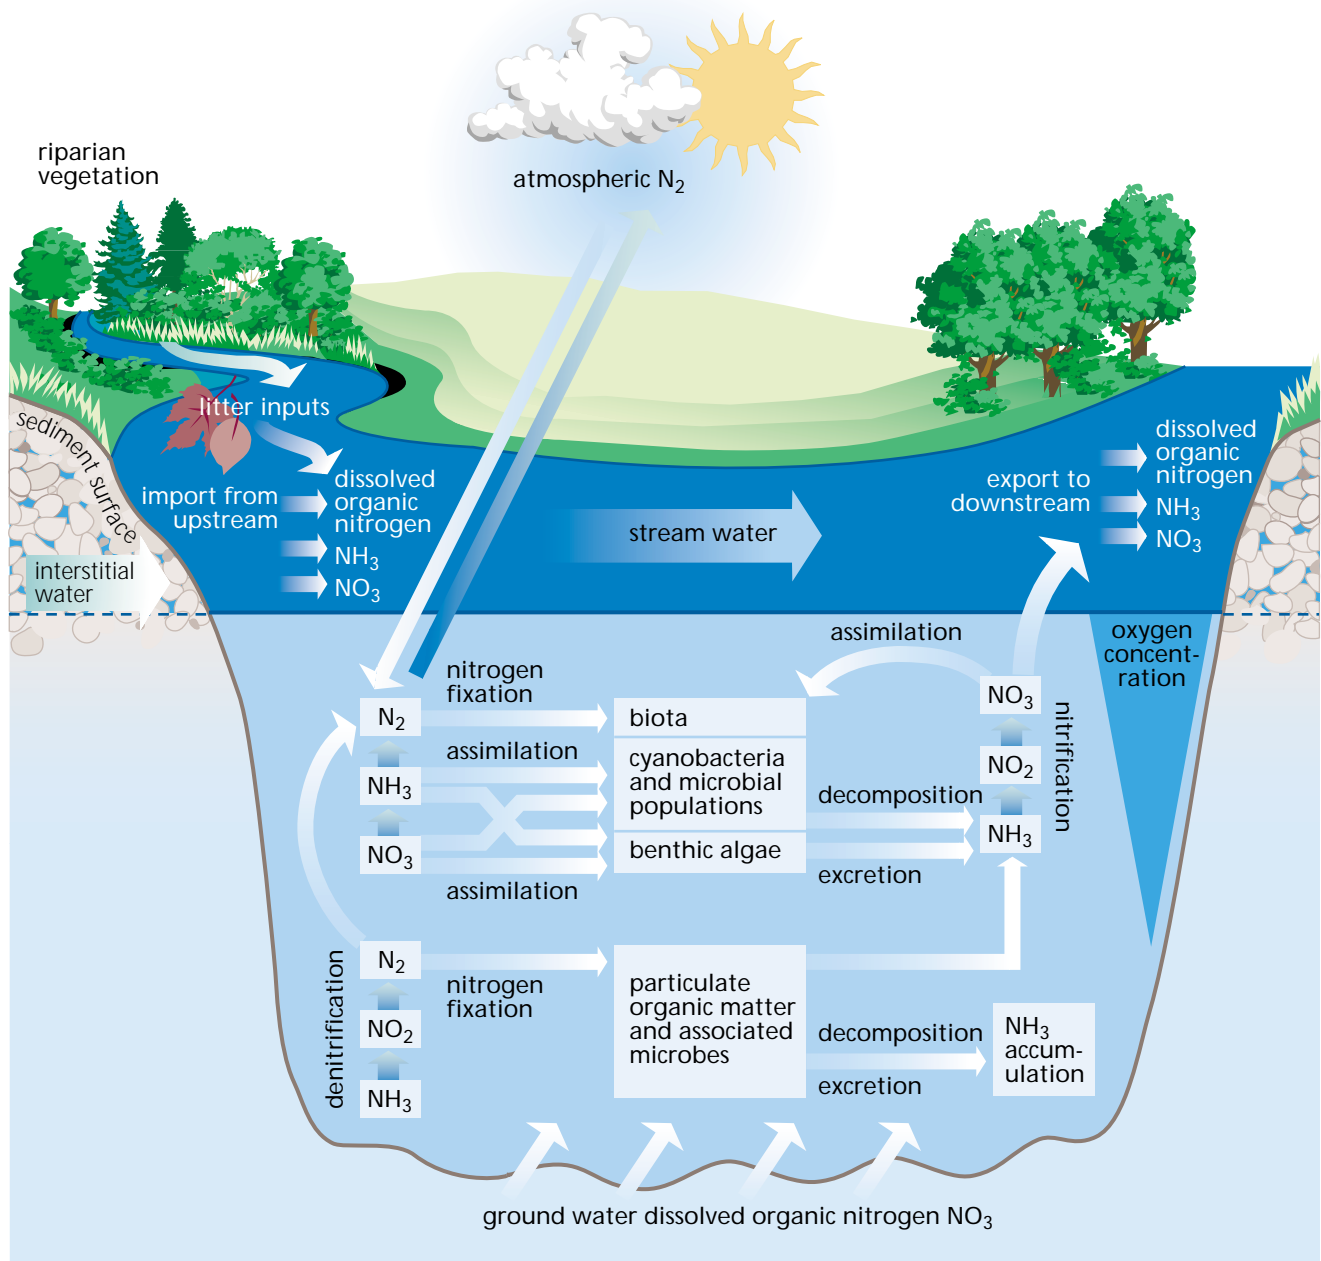 riparian
vegetation
atmospheric N₂
litter inputs
sediment surface
import from
upstream
dissolved
organic
nitrogen
NH₃
NO₃
interstitial
water
stream water
export to
downstream
dissolved
organic
nitrogen
NH₃
NO₃
oxygen
concent-
ration
assimilation
nitrogen
fixation
N₂
assimilation
NH₃
NO₃
assimilation
biota
cyanobacteria
and microbial
populations
benthic algae
decomposition
excretion
NO₃
NO₂
NH₃
nitrification
denitrification
N₂
NO₂
NH₃
nitrogen
fixation
particulate
organic matter
and associated
microbes
decomposition
excretion
NH₃
accum-
ulation
ground water dissolved organic nitrogen NO₃